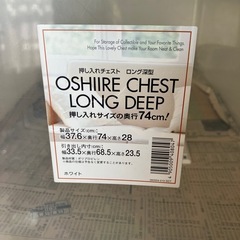 For Storage of Collectible and Your Favorite Things.
Hope This Lovely Chest make Your Room Neat & Clean
押し入れチェスト　ロング深型
OSHIIRE CHEST
LONG DEEP
押し入れサイズの奥行74cm!
製品サイズ(cm):
幅37.6×奥行74×高さ28
引き出し内寸(cm):
幅33.5×奥行68.5×高さ23.5
ホワイト